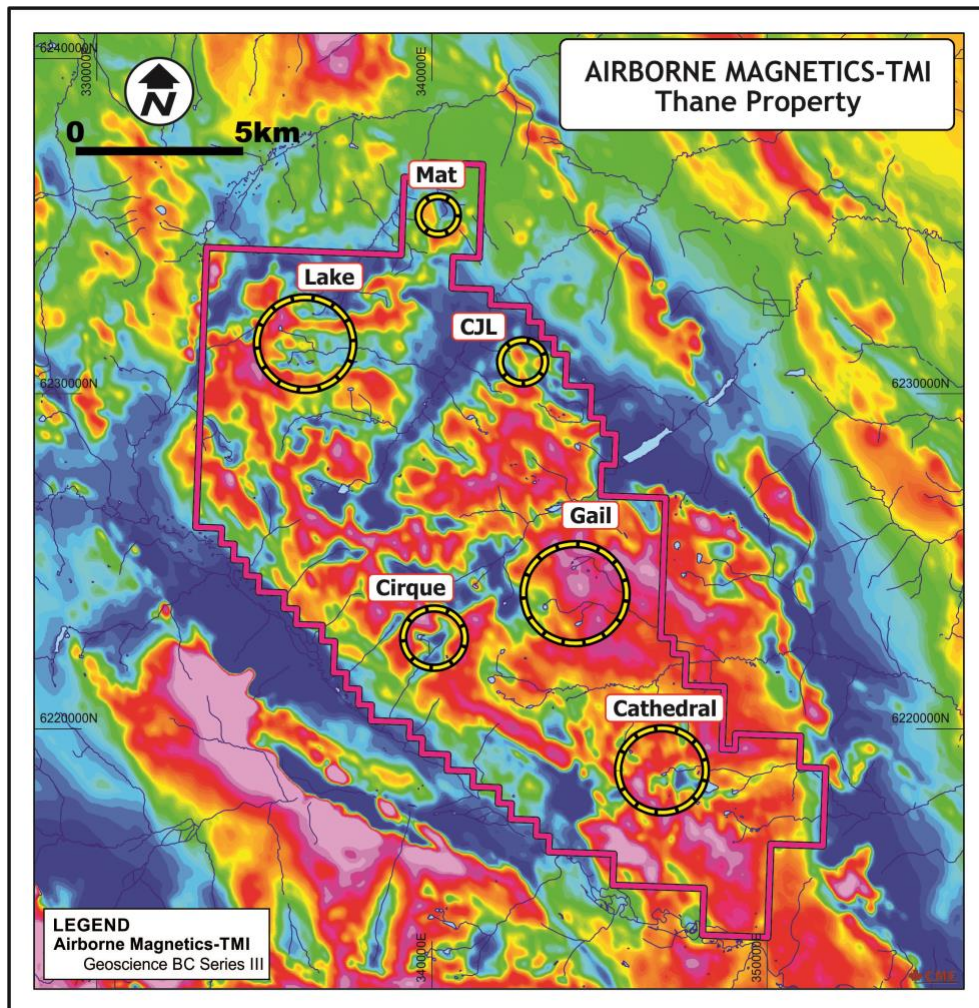 6240000N
330000E
340000E
AIRBORNE MAGNETICS-TMI
Thane Property
N
0 5km
Mat
Lake
CJL
6230000N
6230000N
Gail
Cirque
Cathedral
6220000N
6220000N
LEGEND
Airborne Magnetics-TMI
Geoscience BC Series III
340000E
350000E
CME